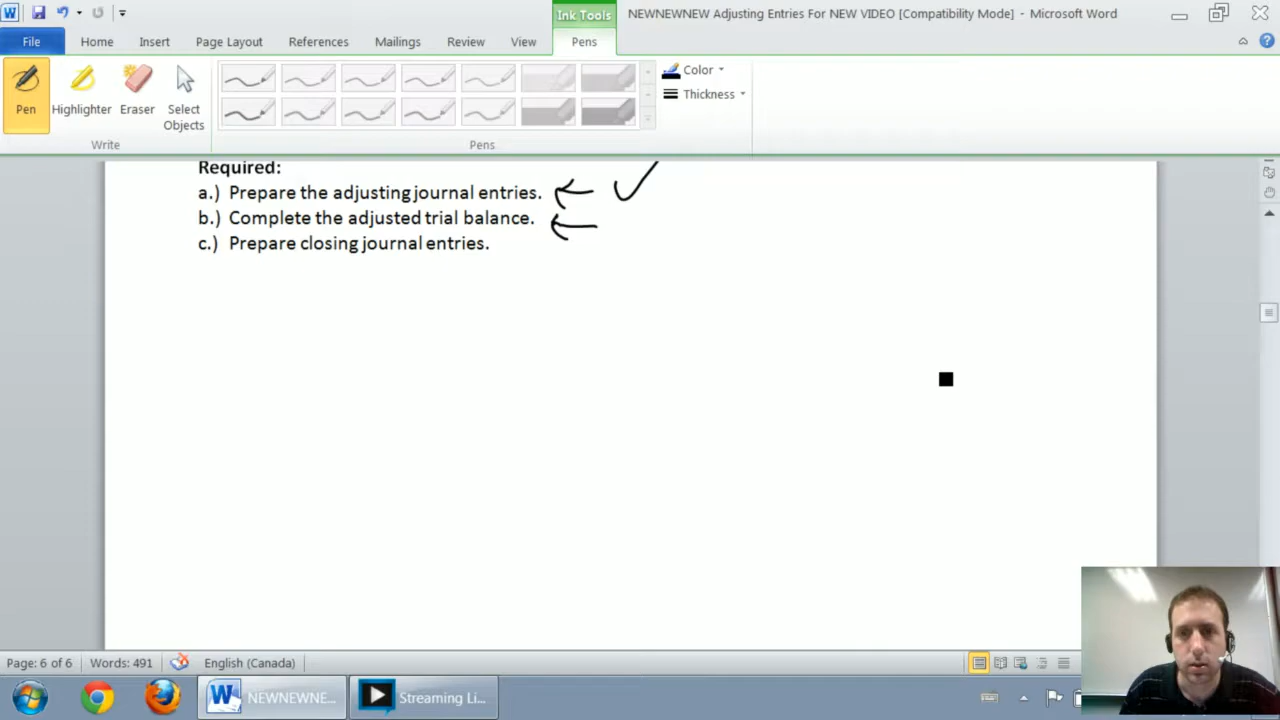 Ink Tools
NEWNEWNEW Adjusting Entries For NEW VIDEO [Compatibility Mode] - Microsoft Word
File Home Insert Page Layout References Mailings Review View Pens
Pen Highlighter Eraser Select Objects
Color
Thickness
Write Pens
Required:
a.) Prepare the adjusting journal entries.
b.) Complete the adjusted trial balance.
c.) Prepare closing journal entries.
Page: 6 of 6 Words: 491 English (Canada)
NEWNEWNE... Streaming Li...